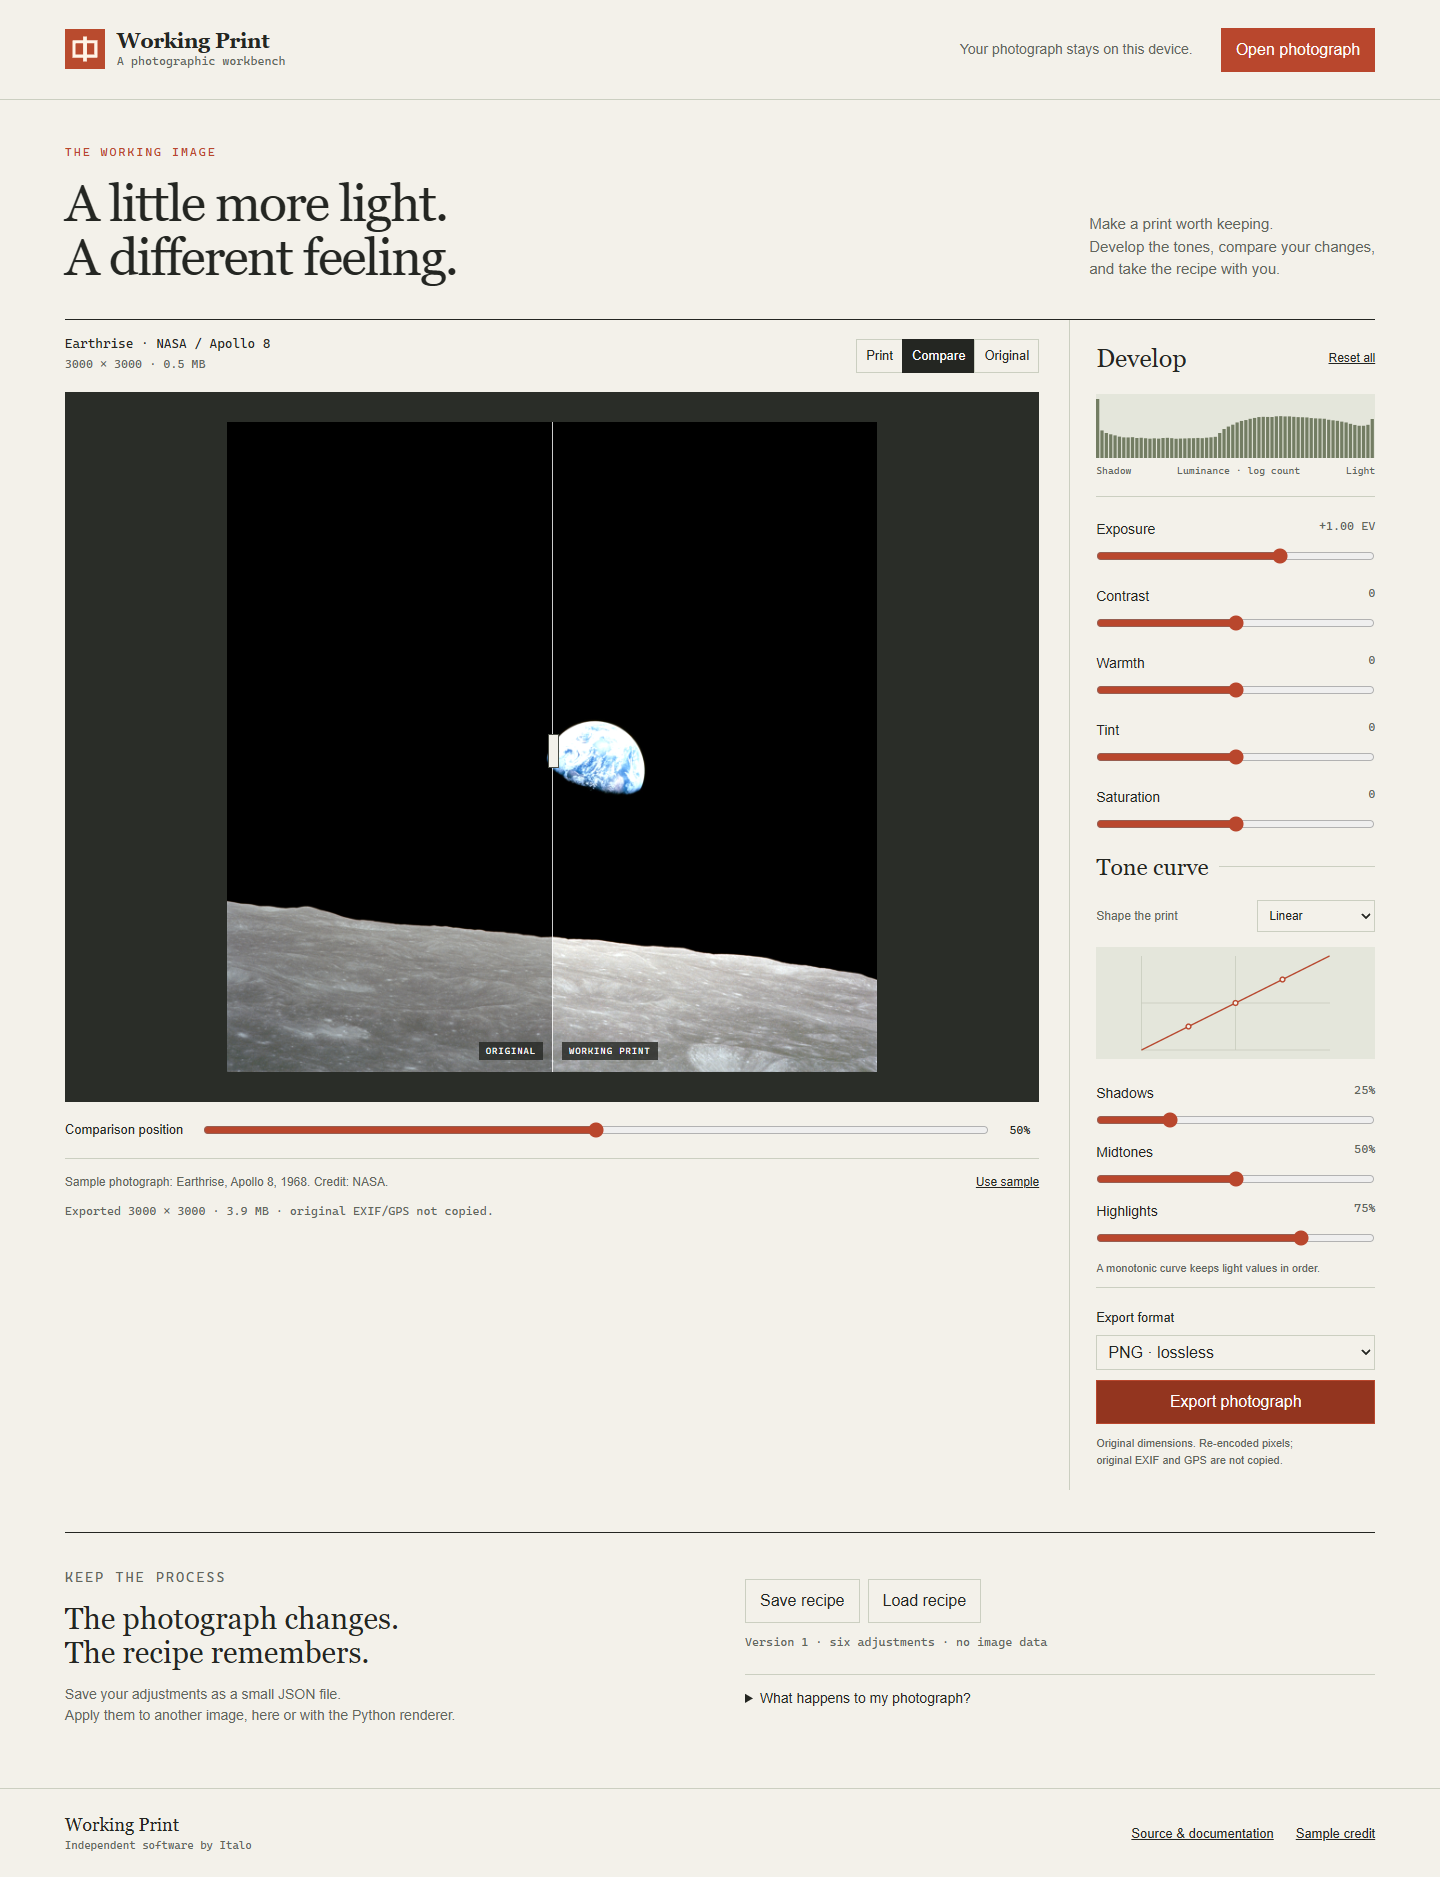 Working Print
A photographic workbench
Your photograph stays on this device.
Open photograph
THE WORKING IMAGE
A little more light.
A different feeling.
Make a print worth keeping.
Develop the tones, compare your changes,
and take the recipe with you.
Earthrise · NASA / Apollo 8
3000 × 3000 · 0.5 MB
Print
Compare
Original
ORIGINAL
WORKING PRINT
Comparison position
50%
Sample photograph: Earthrise, Apollo 8, 1968. Credit: NASA.
Use sample
Exported 3000 × 3000 · 3.9 MB · original EXIF/GPS not copied.
Develop
Reset all
Shadow
Luminance · log count
Light
Exposure
+1.00 EV
Contrast
0
Warmth
0
Tint
0
Saturation
0
Tone curve
Shape the print
Linear
Shadows
25%
Midtones
50%
Highlights
75%
A monotonic curve keeps light values in order.
Export format
PNG · lossless
Export photograph
Original dimensions. Re-encoded pixels;
original EXIF and GPS are not copied.
KEEP THE PROCESS
The photograph changes.
The recipe remembers.
Save your adjustments as a small JSON file.
Apply them to another image, here or with the Python renderer.
Save recipe
Load recipe
Version 1 · six adjustments · no image data
What happens to my photograph?
Working Print
Independent software by Italo
Source & documentation
Sample credit